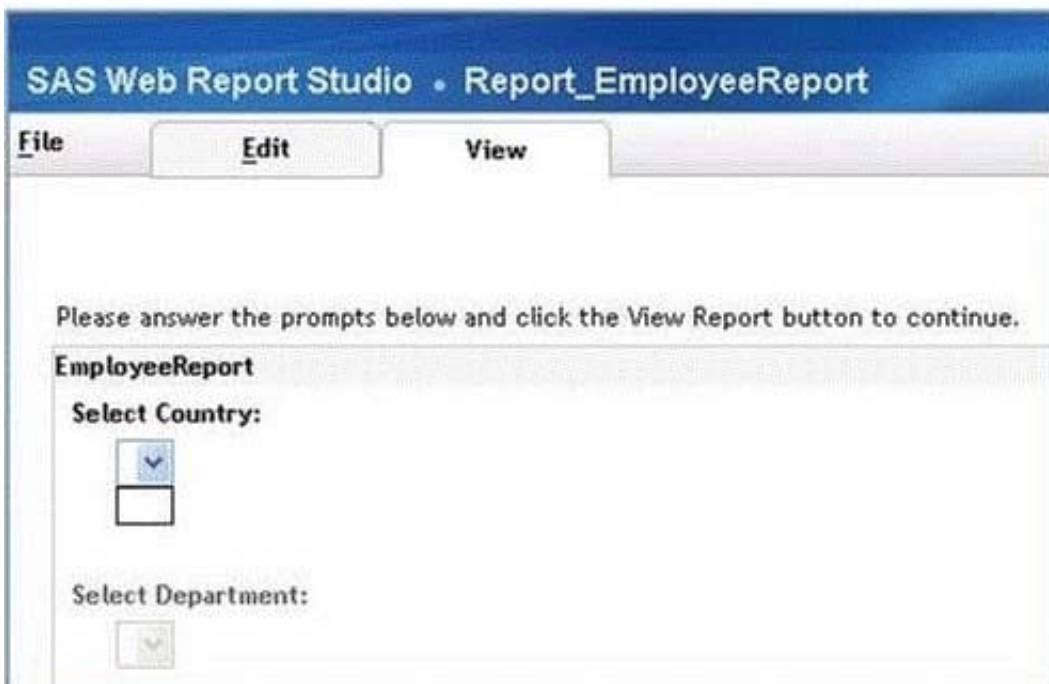 SAS Web Report Studio • Report_EmployeeReport
File Edit View
Please answer the prompts below and click the View Report button to continue.
EmployeeReport
Select Country:
Select Department: